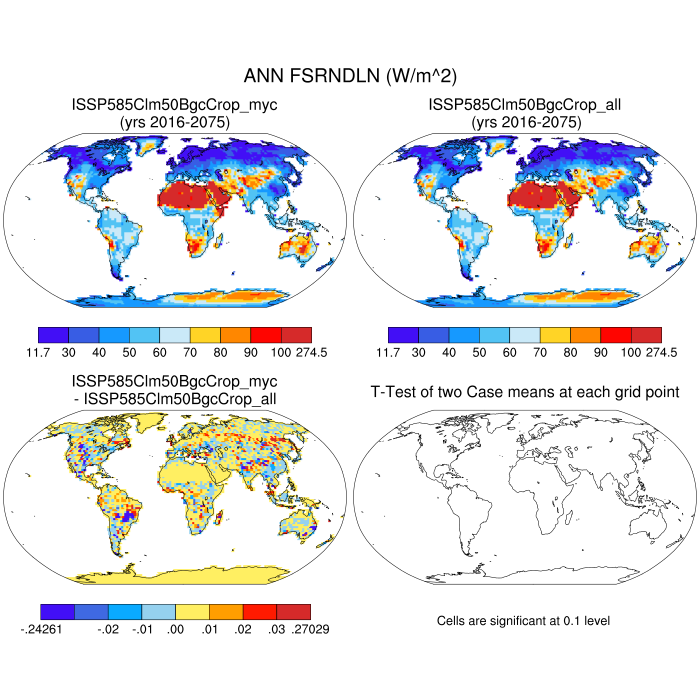 ANN FSRNDLN (W/m^2)
ISSP585Clm50BgcCrop_myc
(yrs 2016-2075)
ISSP585Clm50BgcCrop_all
(yrs 2016-2075)
11.7 30 40 50 60 70 80 90 100 274.5
11.7 30 40 50 60 70 80 90 100 274.5
ISSP585Clm50BgcCrop_myc
- ISSP585Clm50BgcCrop_all
T-Test of two Case means at each grid point
-.24261 -.02 -.01 .00 .01 .02 .03 .27029
Cells are significant at 0.1 level